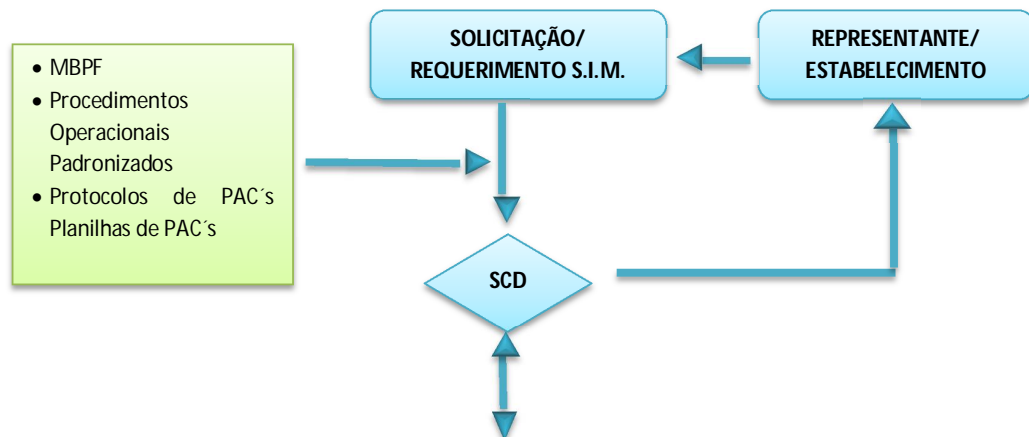 • MBPF
• Procedimentos
Operacionais
Padronizados
• Protocolos de PAC´s
Planilhas de PAC´s
SOLICITAÇÃO/
REQUERIMENTO S.I.M.
REPRESENTANTE/
ESTABELECIMENTO
SCD